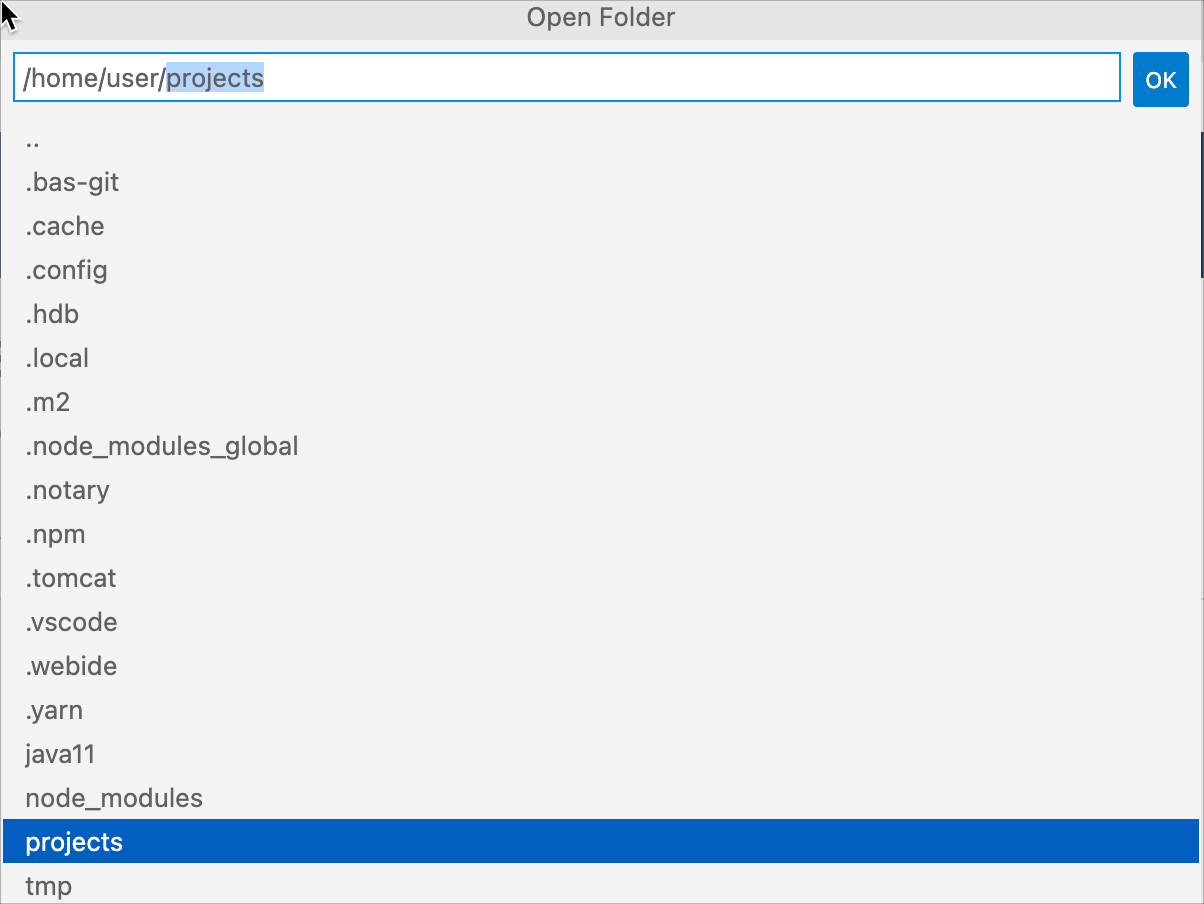 Open Folder
/home/user/projects
OK
..
.bas-git
.cache
.config
.hdb
.local
.m2
.node_modules_global
.notary
.npm
.tomcat
.vscode
.webide
.yarn
java11
node_modules
projects
tmp